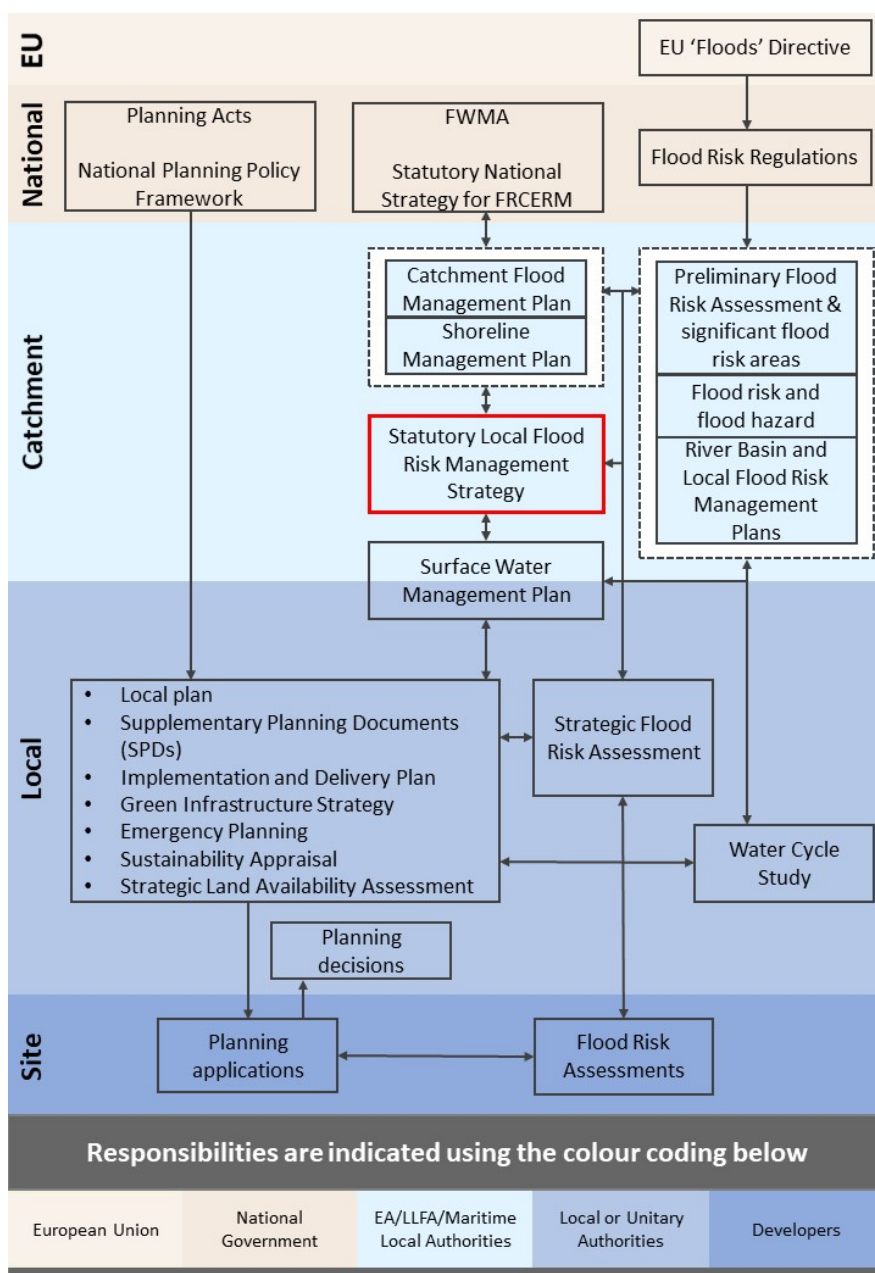 EU
EU 'Floods' Directive
National
Planning Acts
National Planning Policy
Framework
FWMA
Statutory National
Strategy for FRCERM
Flood Risk Regulations
Catchment
Catchment Flood
Management Plan
Shoreline
Management Plan
Preliminary Flood
Risk Assessment &
significant flood
risk areas
Flood risk and
flood hazard
River Basin and
Local Flood Risk
Management
Plans
Statutory Local Flood
Risk Management
Strategy
Surface Water
Management Plan
Local
• Local plan
• Supplementary Planning Documents
(SPDs)
• Implementation and Delivery Plan
• Green Infrastructure Strategy
• Emergency Planning
• Sustainability Appraisal
• Strategic Land Availability Assessment
Strategic Flood
Risk Assessment
Water Cycle
Study
Planning
decisions
Site
Planning
applications
Flood Risk
Assessments
Responsibilities are indicated using the colour coding below
European Union
National
Government
EA/LLFA/Maritime
Local Authorities
Local or Unitary
Authorities
Developers